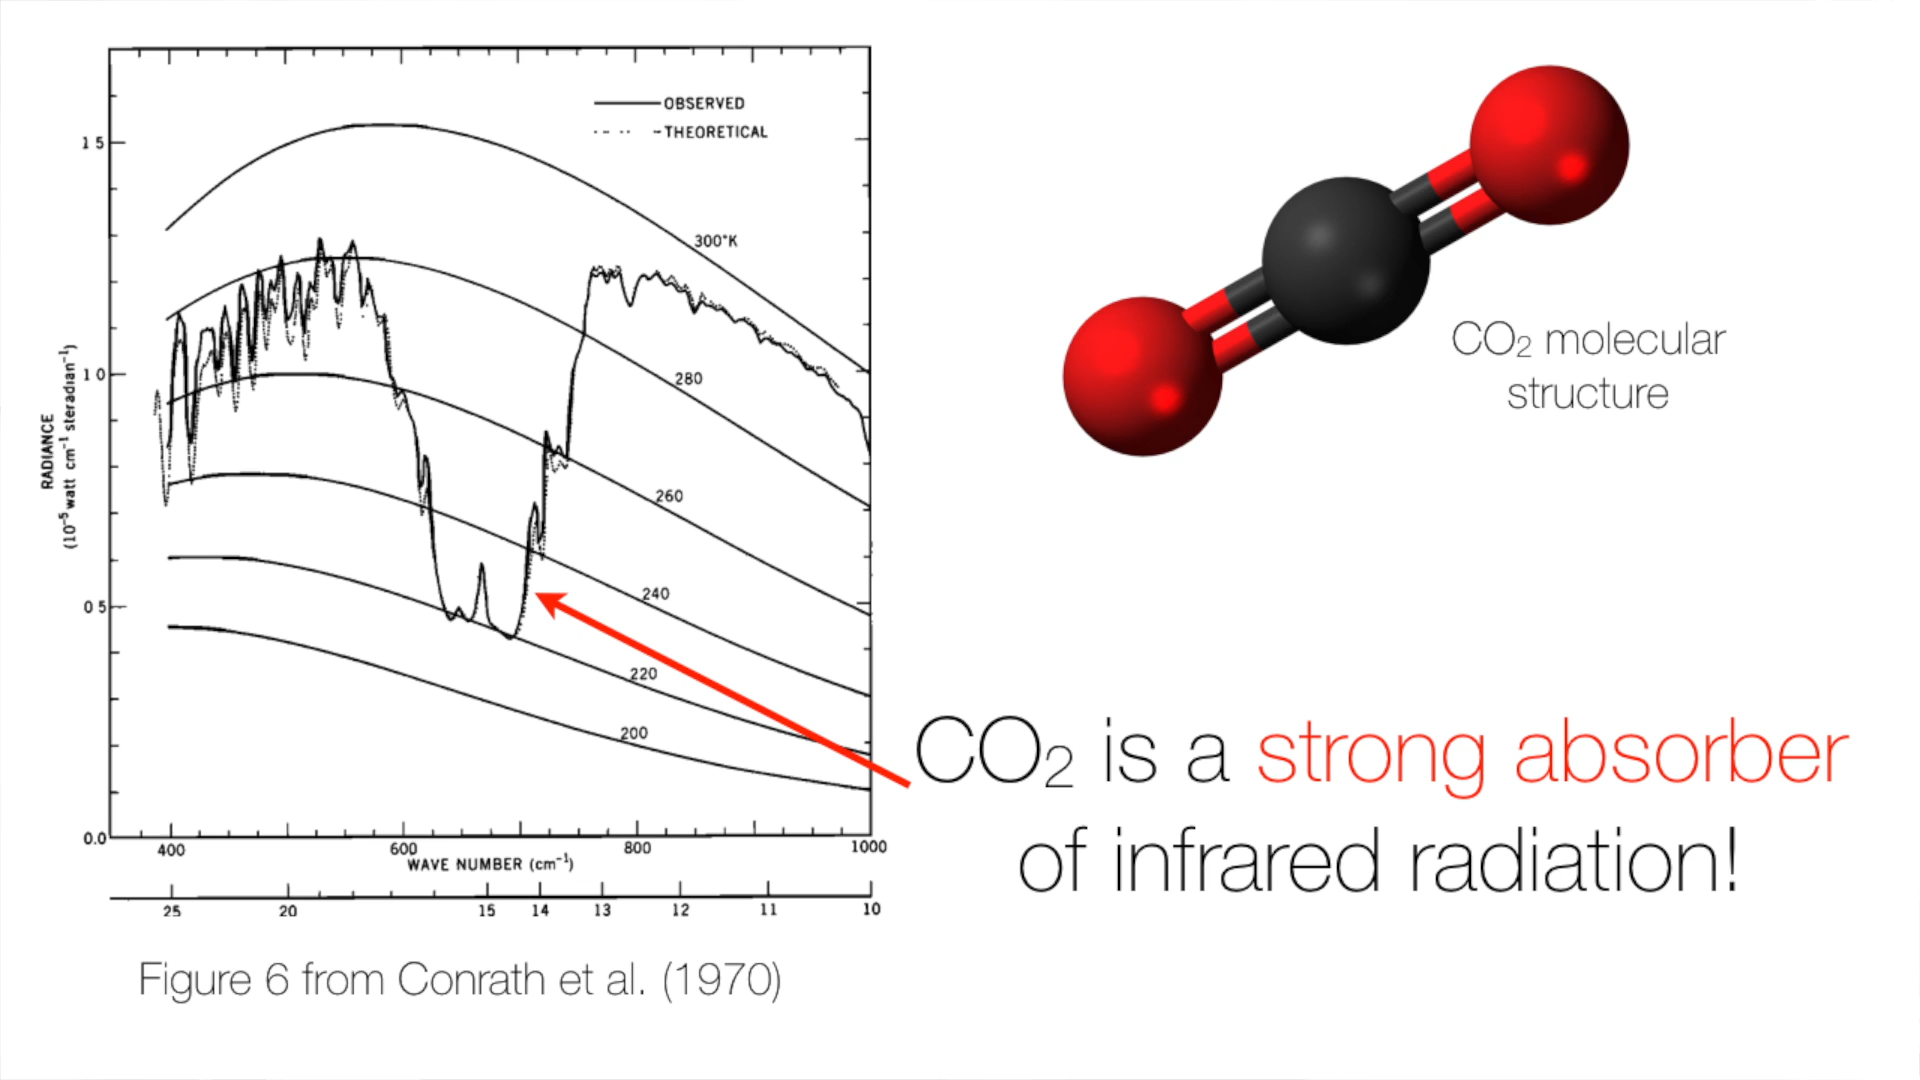 OBSERVED
THEORETICAL
1 5
1 0
0 5
0.0
RADIANCE
(10⁻⁵ watt cm⁻¹ steradian⁻¹)
300°K
280
260
240
220
200
400 600 800 1000
WAVE NUMBER (cm⁻¹)
25 20 15 14 13 12 11 10
Figure 6 from Conrath et al. (1970)
CO₂ molecular
structure
CO₂ is a strong absorber
of infrared radiation!